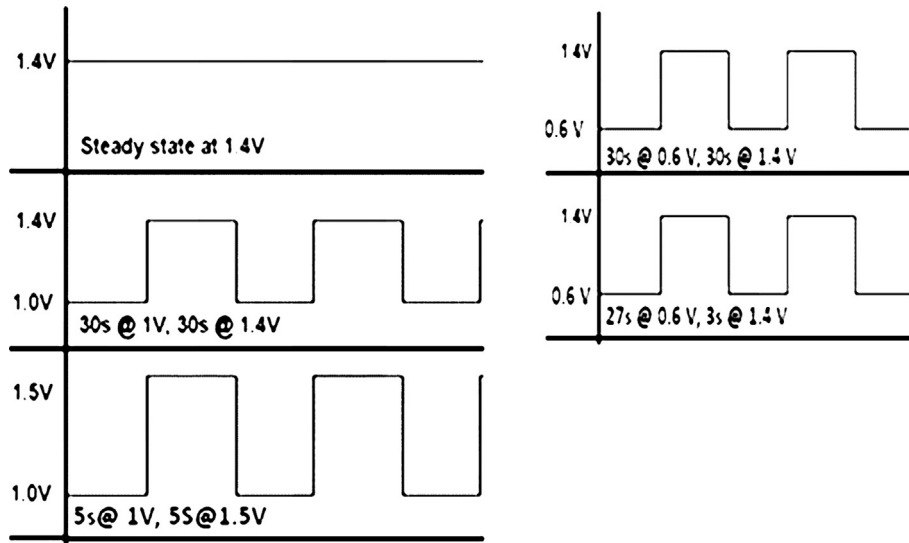 1.4V
Steady state at 1.4V
1.4V
1.0V
30s @ 1V, 30s @ 1.4V
1.5V
1.0V
5s@ 1V, 5S@1.5V
1.4V
0.6 V
30s @ 0.6 V, 30s @ 1.4 V
1.4V
0.6 V
27s @ 0.6 V, 3s @ 1.4 V